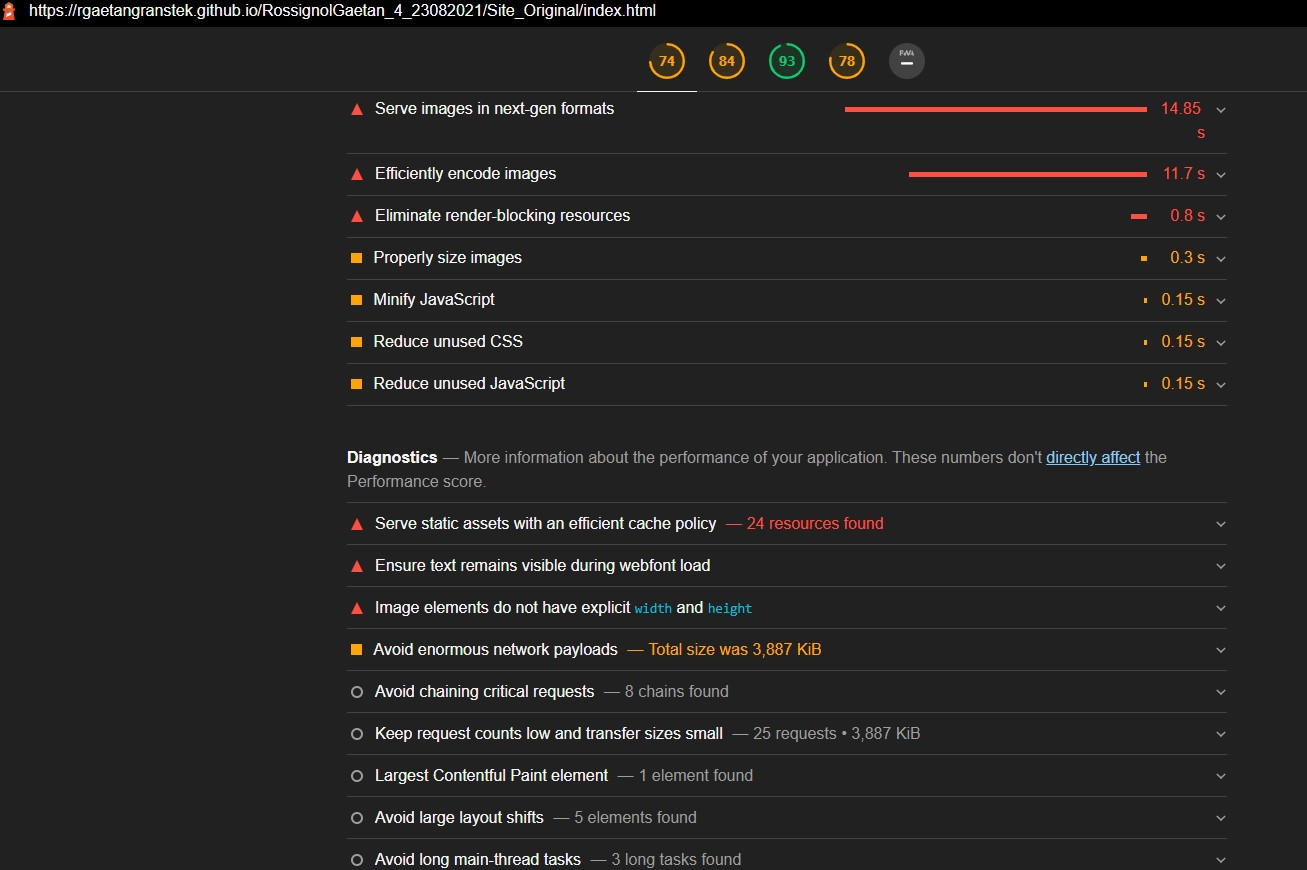 https://rgaetangranstek.github.io/RossignolGaetan_4_23082021/Site_Original/index.html
74 84 93 78 PWA
Serve images in next-gen formats 14.85 s
Efficiently encode images 11.7 s
Eliminate render-blocking resources 0.8 s
Properly size images 0.3 s
Minify JavaScript 0.15 s
Reduce unused CSS 0.15 s
Reduce unused JavaScript 0.15 s
Diagnostics — More information about the performance of your application. These numbers don't directly affect the
Performance score.
Serve static assets with an efficient cache policy — 24 resources found
Ensure text remains visible during webfont load
Image elements do not have explicit width and height
Avoid enormous network payloads — Total size was 3,887 KiB
Avoid chaining critical requests — 8 chains found
Keep request counts low and transfer sizes small — 25 requests • 3,887 KiB
Largest Contentful Paint element — 1 element found
Avoid large layout shifts — 5 elements found
Avoid long main-thread tasks — 3 long tasks found